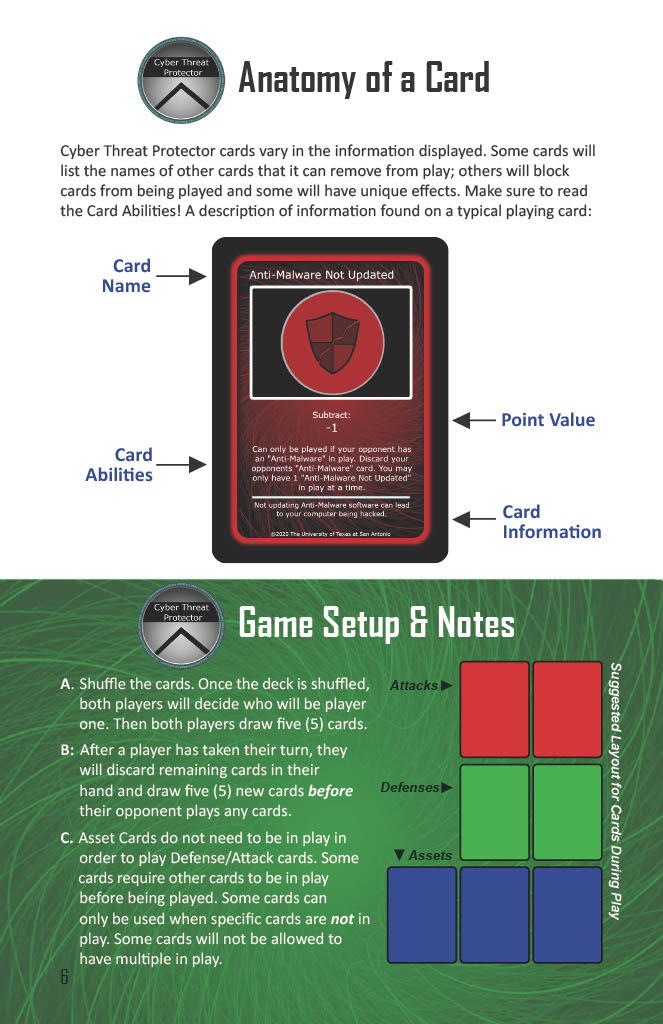 Cyber Threat
Protector
Anatomy of a Card
Cyber Threat Protector cards vary in the information displayed. Some cards will
list the names of other cards that it can remove from play; others will block
cards from being played and some will have unique effects. Make sure to read
the Card Abilities! A description of information found on a typical playing card:
Card
Name
Anti-Malware Not Updated
Subtract:
-1
Point Value
Card
Abilities
Can only be played if your opponent has
an "Anti-Malware" in play. Discard your
opponents "Anti-Malware" card. You may
only have 1 "Anti-Malware Not Updated"
in play at a time.
Not updating Anti-Malware software can lead
to your computer being hacked.
Card
Information
©2020 The University of Texas at San Antonio
Cyber Threat
Protector
Game Setup & Notes
A. Shuffle the cards. Once the deck is shuffled,
both players will decide who will be player
one. Then both players draw five (5) cards.
B: After a player has taken their turn, they
will discard remaining cards in their
hand and draw five (5) new cards before
their opponent plays any cards.
C. Asset Cards do not need to be in play in
order to play Defense/Attack cards. Some
cards require other cards to be in play
before being played. Some cards can
only be used when specific cards are not in
play. Some cards will not be allowed to
have multiple in play.
Attacks▶
Defenses▶
▼Assets
Suggested Layout for Cards During Play
6